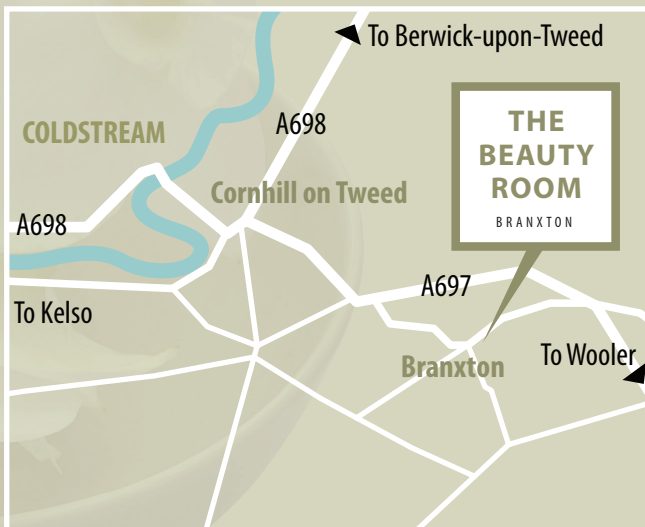 To Berwick-upon-Tweed
COLDSTREAM
A698
THE
BEAUTY
ROOM
BRANXTON
Cornhill on Tweed
A698
A697
To Kelso
Branxton
To Wooler